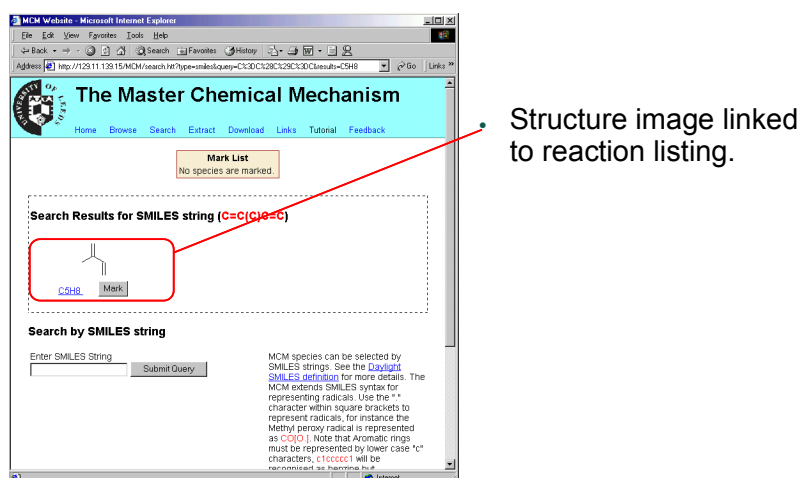 MCM Website - Microsoft Internet Explorer
File Edit View Favorites Tools Help
Back Search Favorites History
Address http://129.11.139.15/MCM/search.htt?type=smiles&query=C%3DC%28C%29C%3DC&results=C5H8 Go Links »
UNIVERSITY OF LEEDS
The Master Chemical Mechanism
Home Browse Search Extract Download Links Tutorial Feedback
Mark List
No species are marked.
Search Results for SMILES string (C=C(C)C=C)
C5H8 Mark
Search by SMILES string
Enter SMILES String
Submit Query
MCM species can be selected by
SMILES strings. See the Daylight
SMILES definition for more details. The
MCM extends SMILES syntax for
representing radicals. Use the "."
character within square brackets to
represent radicals, for instance the
Methyl peroxy radical is represented
as CO[O.]. Note that Aromatic rings
must be represented by lower case "c"
characters, c1ccccc1 will be
recognised as benzine but
Internet
• Structure image linked
to reaction listing.